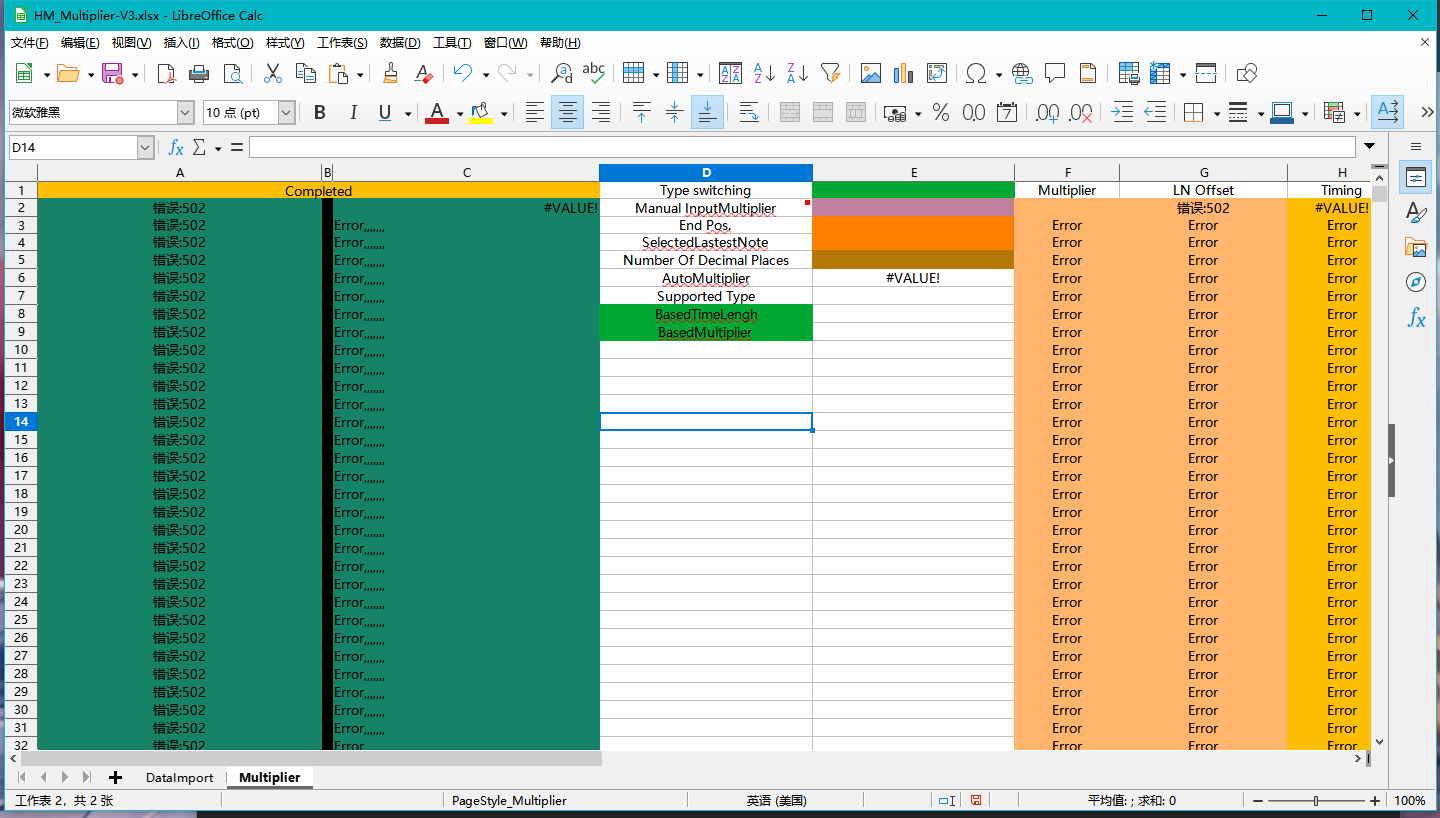 HM_Multiplier-V3.xlsx - LibreOffice Calc
文件(F) 编辑(E) 视图(V) 插入(I) 格式(O) 样式(Y) 工作表(S) 数据(D) 工具(T) 窗口(W) 帮助(H)
微软雅黑 10 点 (pt)
D14
A B C D E F G H
1 Completed Type switching Multiplier LN Offset Timing
2 错误:502 #VALUE! Manual InputMultiplier 错误:502 #VALUE!
3 错误:502 Error,,,,,,, End Pos, Error Error Error
4 错误:502 Error,,,,,,, SelectedLastestNote Error Error Error
5 错误:502 Error,,,,,,, Number Of Decimal Places Error Error Error
6 错误:502 Error,,,,,,, AutoMultiplier #VALUE! Error Error Error
7 错误:502 Error,,,,,,, Supported Type Error Error Error
8 错误:502 Error,,,,,,, BasedTimeLengh Error Error Error
9 错误:502 Error,,,,,,, BasedMultiplier Error Error Error
10 错误:502 Error,,,,,,, Error Error Error
11 错误:502 Error,,,,,,, Error Error Error
12 错误:502 Error,,,,,,, Error Error Error
13 错误:502 Error,,,,,,, Error Error Error
14 错误:502 Error,,,,,,, Error Error Error
15 错误:502 Error,,,,,,, Error Error Error
16 错误:502 Error,,,,,,, Error Error Error
17 错误:502 Error,,,,,,, Error Error Error
18 错误:502 Error,,,,,,, Error Error Error
19 错误:502 Error,,,,,,, Error Error Error
20 错误:502 Error,,,,,,, Error Error Error
21 错误:502 Error,,,,,,, Error Error Error
22 错误:502 Error,,,,,,, Error Error Error
23 错误:502 Error,,,,,,, Error Error Error
24 错误:502 Error,,,,,,, Error Error Error
25 错误:502 Error,,,,,,, Error Error Error
26 错误:502 Error,,,,,,, Error Error Error
27 错误:502 Error,,,,,,, Error Error Error
28 错误:502 Error,,,,,,, Error Error Error
29 错误:502 Error,,,,,,, Error Error Error
30 错误:502 Error,,,,,,, Error Error Error
31 错误:502 Error,,,,,,, Error Error Error
32 错误:502 Error Error Error Error
DataImport Multiplier
工作表 2，共 2 张 PageStyle_Multiplier 英语 (美国) 平均值: ; 求和: 0 100%